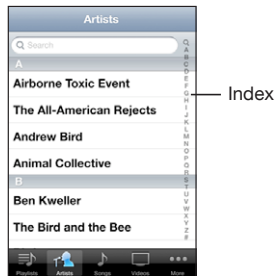 Artists
Search
A
Airborne Toxic Event
The All-American Rejects
Andrew Bird
Animal Collective
B
Ben Kweller
The Bird and the Bee
A
B
C
D
E
F
G
H
I
J
K
L
M
N
O
P
Q
R
S
T
U
V
W
X
Y
Z
#
Index
Playlists Artists Songs Videos More